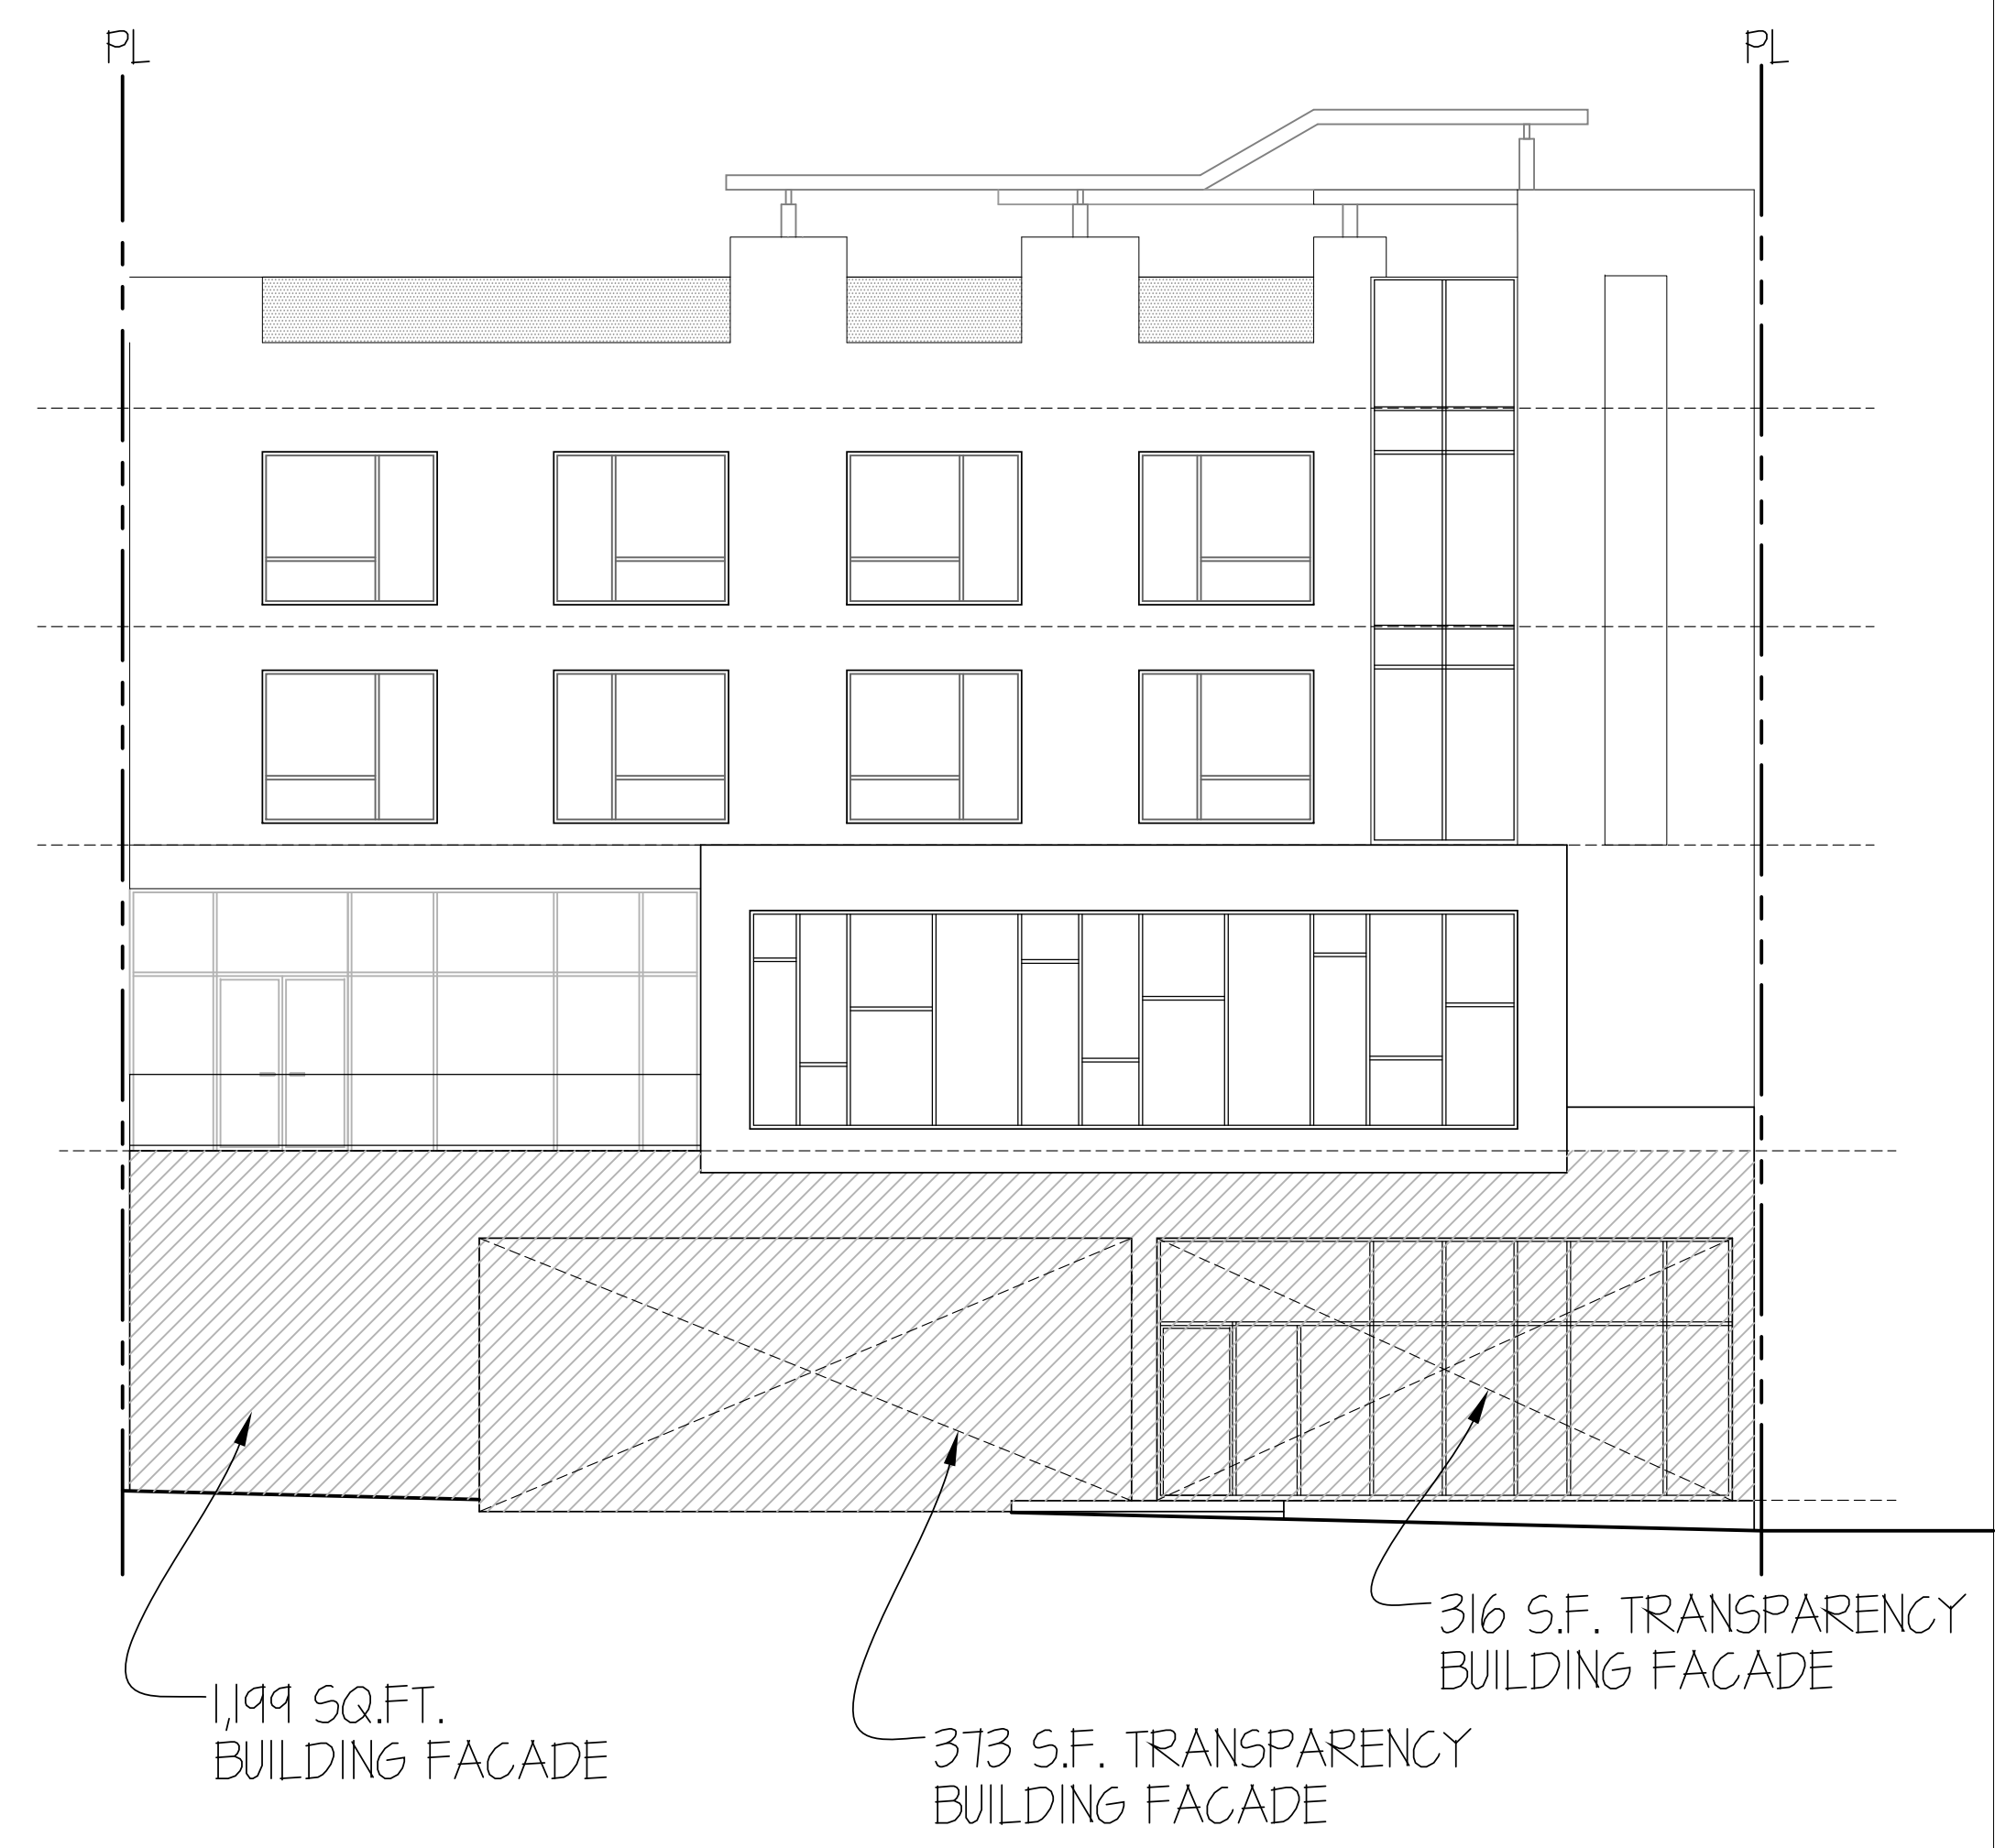 PL
PL
316 S.F. TRANSPARENCY
BUILDING FACADE
1,199 SQ.FT.
BUILDING FACADE
373 S.F. TRANSPARENCY
BUILDING FACADE